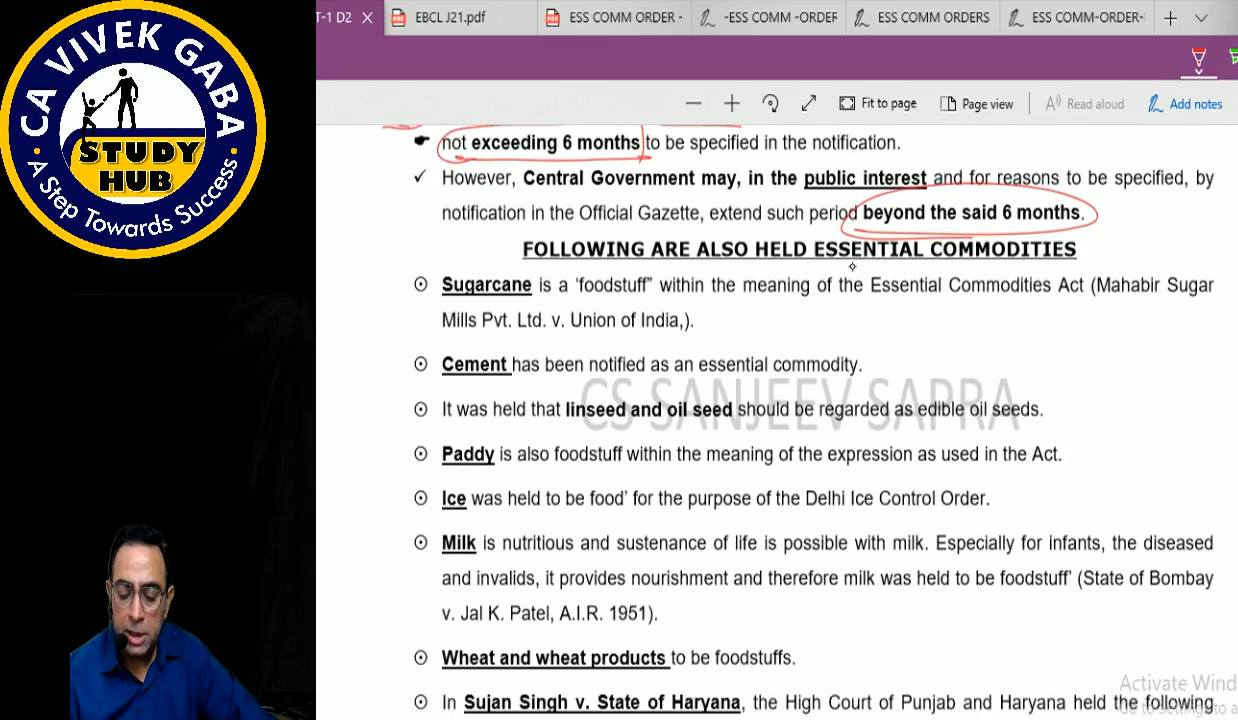 CA VIVEK GABA
STUDY
HUB
• A Step Towards Success •
T-1 D2
EBCL J21.pdf
ESS COMM ORDER -
-ESS COMM -ORDER
ESS COMM ORDERS
ESS COMM-ORDER-
Fit to page
Page view
Read aloud
Add notes
not exceeding 6 months to be specified in the notification.
However, Central Government may, in the public interest and for reasons to be specified, by
notification in the Official Gazette, extend such period beyond the said 6 months.
FOLLOWING ARE ALSO HELD ESSENTIAL COMMODITIES
Sugarcane is a ‘foodstuff” within the meaning of the Essential Commodities Act (Mahabir Sugar
Mills Pvt. Ltd. v. Union of India,).
Cement has been notified as an essential commodity.
CS SANJEEV SAPRA
It was held that linseed and oil seed should be regarded as edible oil seeds.
Paddy is also foodstuff within the meaning of the expression as used in the Act.
Ice was held to be food’ for the purpose of the Delhi Ice Control Order.
Milk is nutritious and sustenance of life is possible with milk. Especially for infants, the diseased
and invalids, it provides nourishment and therefore milk was held to be foodstuff’ (State of Bombay
v. Jal K. Patel, A.I.R. 1951).
Wheat and wheat products to be foodstuffs.
Activate Wind
In Sujan Singh v. State of Haryana, the High Court of Punjab and Haryana held the following